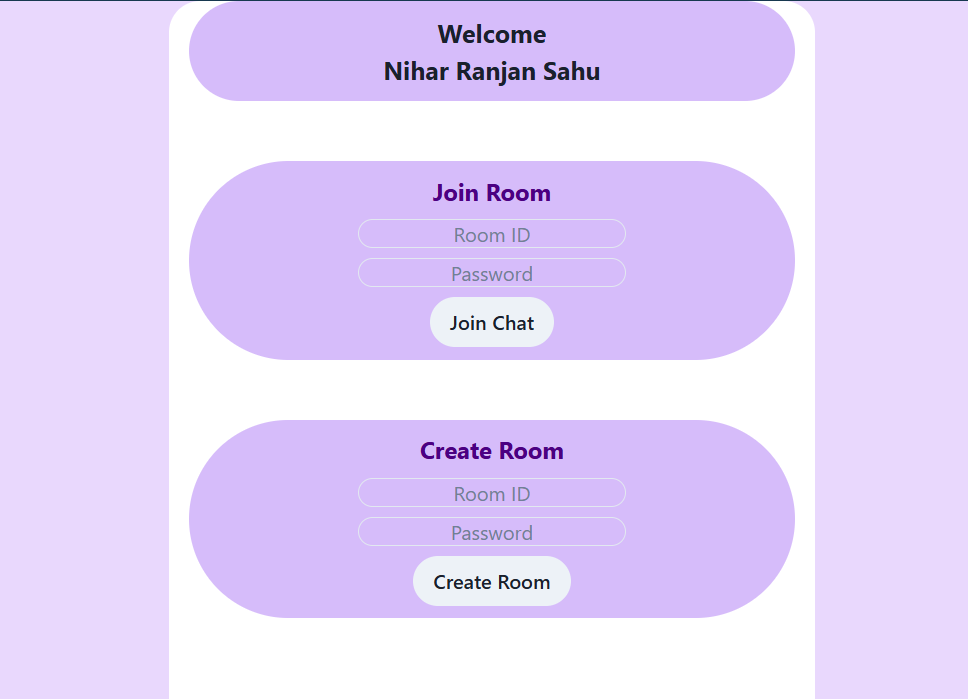 Welcome
Nihar Ranjan Sahu
Join Room
Room ID
Password
Join Chat
Create Room
Room ID
Password
Create Room